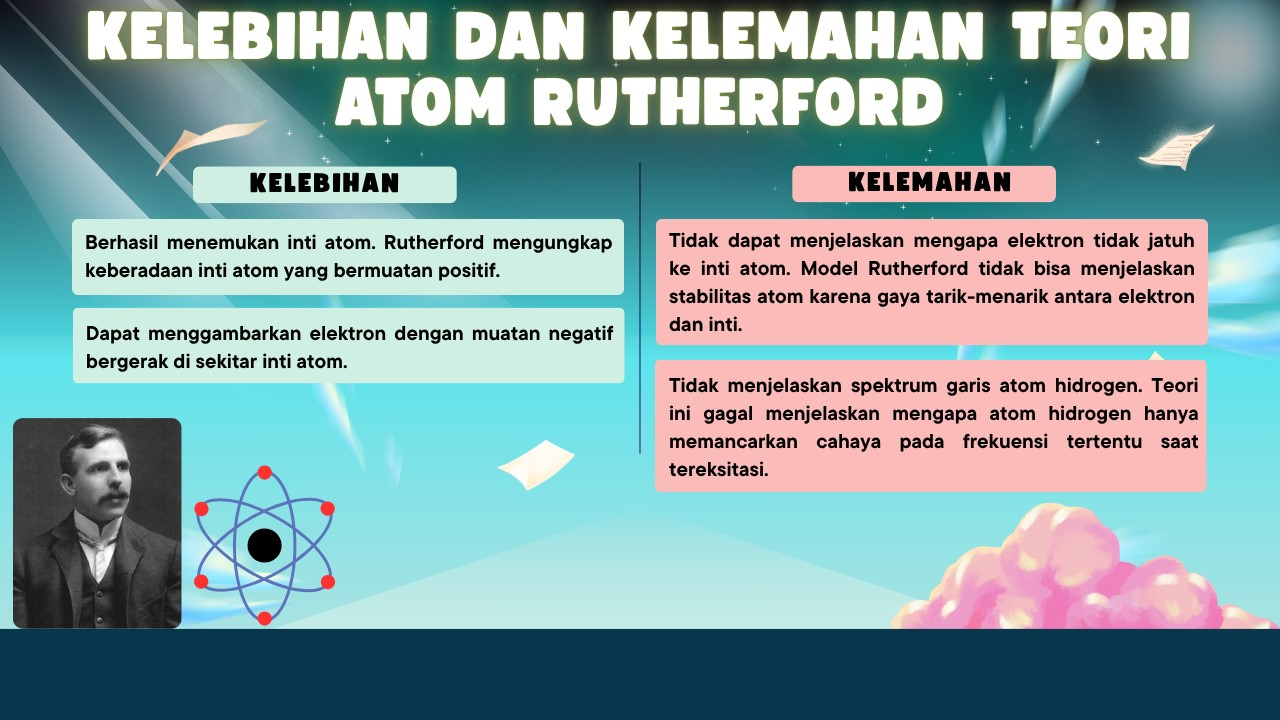 KELEBIHAN DAN KELEMAHAN TEORI
ATOM RUTHERFORD
KELEBIHAN
Berhasil menemukan inti atom. Rutherford mengungkap
keberadaan inti atom yang bermuatan positif.
Dapat menggambarkan elektron dengan muatan negatif
bergerak di sekitar inti atom.
KELEMAHAN
Tidak dapat menjelaskan mengapa elektron tidak jatuh
ke inti atom. Model Rutherford tidak bisa menjelaskan
stabilitas atom karena gaya tarik-menarik antara elektron
dan inti.
Tidak menjelaskan spektrum garis atom hidrogen. Teori
ini gagal menjelaskan mengapa atom hidrogen hanya
memancarkan cahaya pada frekuensi tertentu saat
tereksitasi.